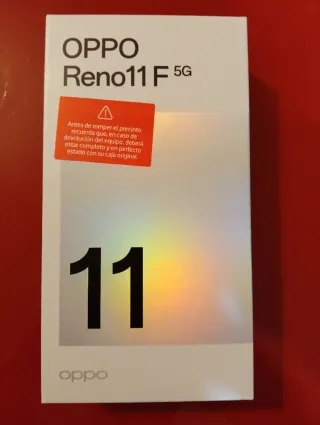 OPPO
Reno11 F 5G
Antes de romper el precinto
recuerda que, en caso de
devolución del equipo, deberá
estar completo y en perfecto
estado con su caja original
11
oppo